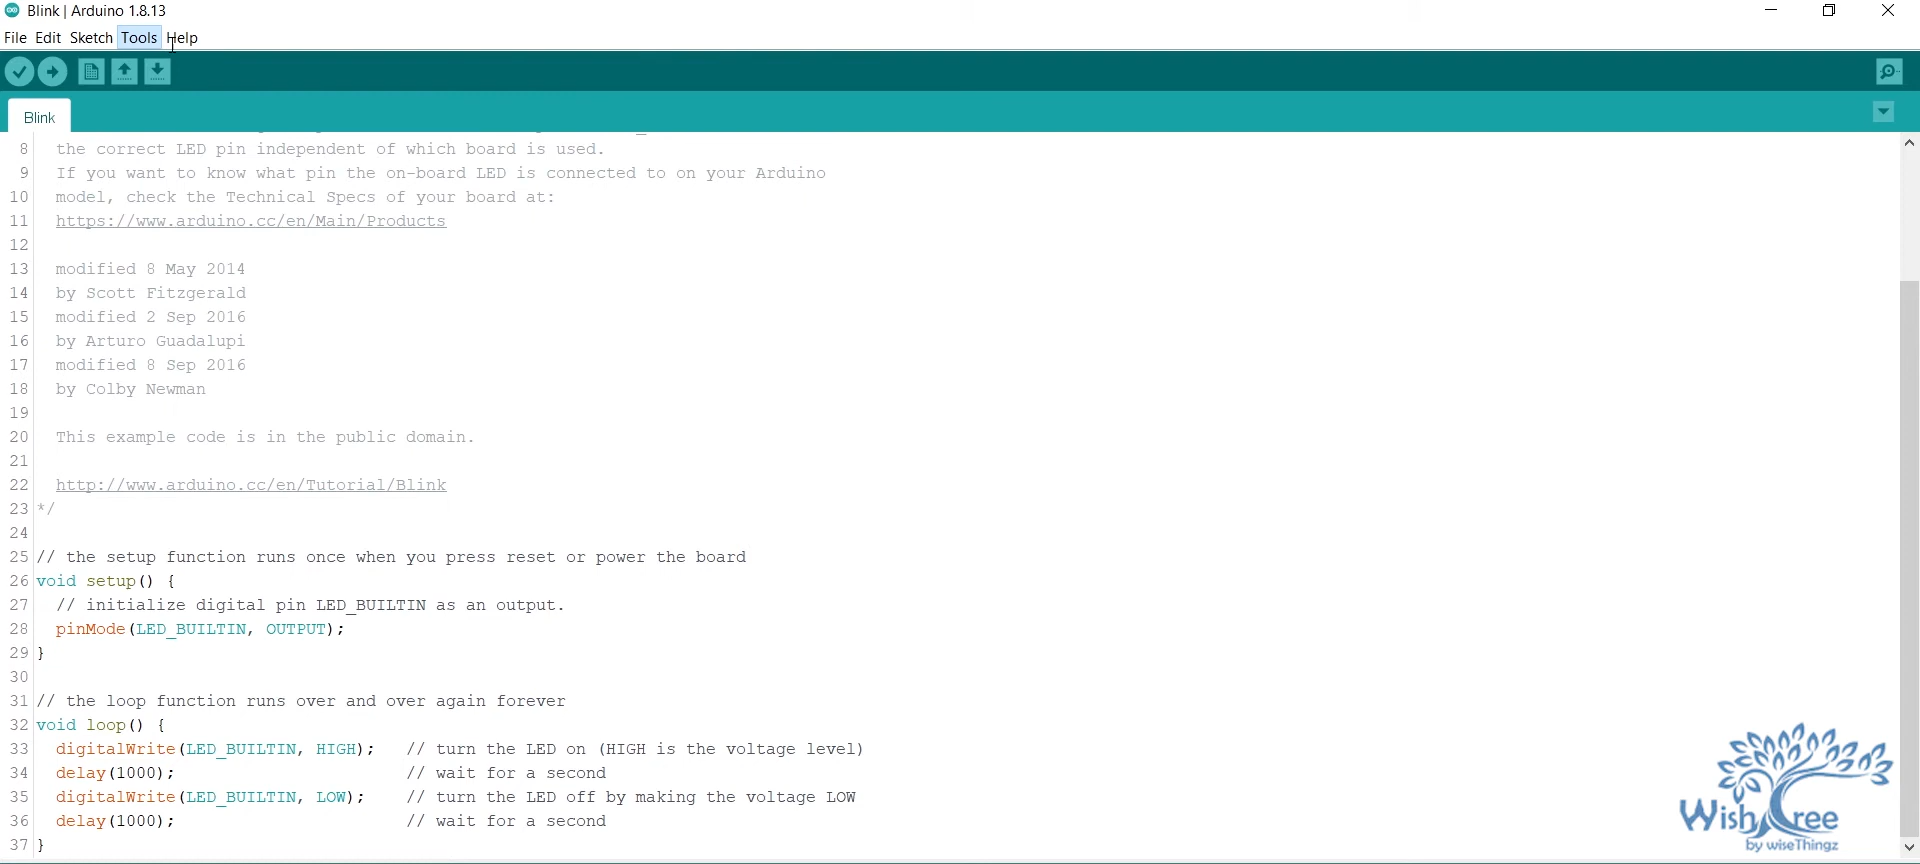 Blink | Arduino 1.8.13
File Edit Sketch Tools Help
Blink
8 the correct LED pin independent of which board is used.
9 If you want to know what pin the on-board LED is connected to on your Arduino
10 model, check the Technical Specs of your board at:
11 https://www.arduino.cc/en/Main/Products
12
13 modified 8 May 2014
14 by Scott Fitzgerald
15 modified 2 Sep 2016
16 by Arturo Guadalupi
17 modified 8 Sep 2016
18 by Colby Newman
19
20 This example code is in the public domain.
21
22 http://www.arduino.cc/en/Tutorial/Blink
23 */
24
25 // the setup function runs once when you press reset or power the board
26 void setup() {
27 // initialize digital pin LED_BUILTIN as an output.
28 pinMode(LED_BUILTIN, OUTPUT);
29 }
30
31 // the loop function runs over and over again forever
32 void loop() {
33 digitalWrite(LED_BUILTIN, HIGH); // turn the LED on (HIGH is the voltage level)
34 delay(1000); // wait for a second
35 digitalWrite(LED_BUILTIN, LOW); // turn the LED off by making the voltage LOW
36 delay(1000); // wait for a second
37 }
WishTree
by wiseThingz